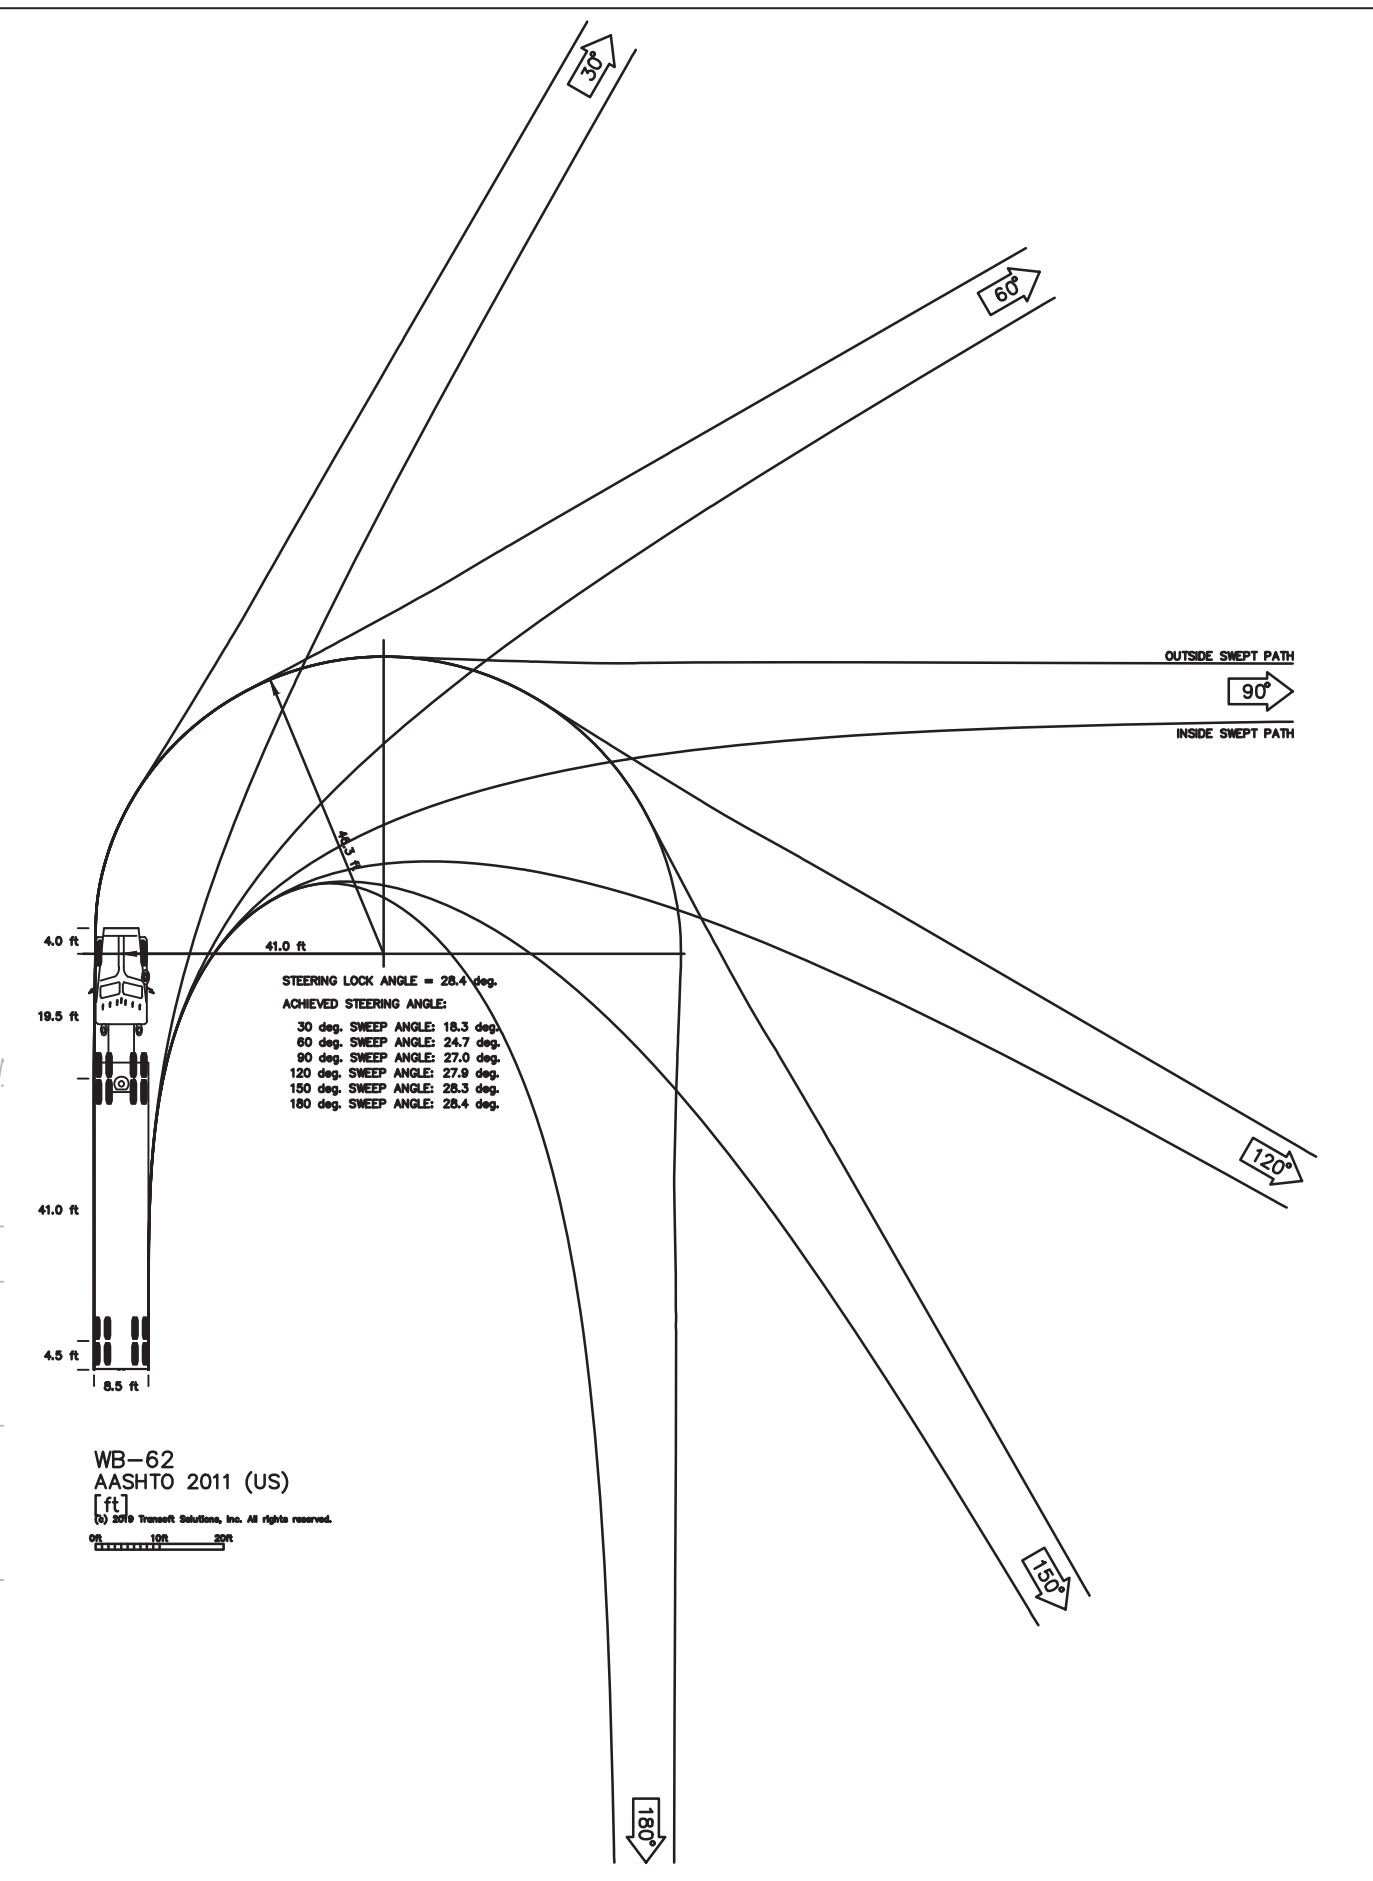 30°
60°
OUTSIDE SWEPT PATH
90°
INSIDE SWEPT PATH
46.3 ft
4.0 ft
41.0 ft
STEERING LOCK ANGLE = 28.4 deg.
ACHIEVED STEERING ANGLE:
19.5 ft
30 deg. SWEEP ANGLE: 18.3 deg.
60 deg. SWEEP ANGLE: 24.7 deg.
90 deg. SWEEP ANGLE: 27.0 deg.
120 deg. SWEEP ANGLE: 27.9 deg.
150 deg. SWEEP ANGLE: 28.3 deg.
180 deg. SWEEP ANGLE: 28.4 deg.
120°
41.0 ft
4.5 ft
8.5 ft
WB-62
AASHTO 2011 (US)
[ft]
(c) 2019 Transoft Solutions, Inc. All rights reserved.
0ft 10ft 20ft
150°
180°